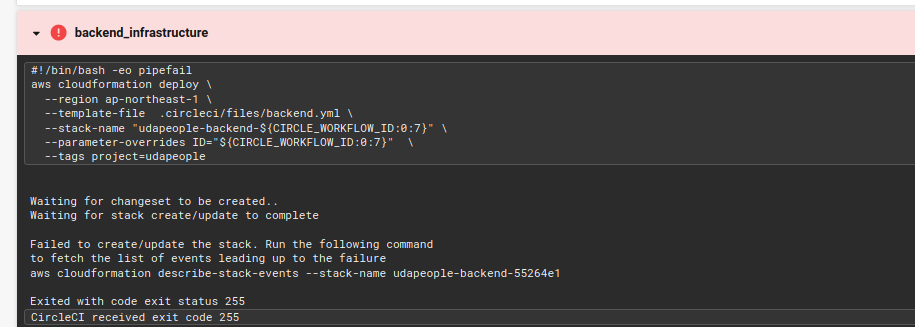 backend_infrastructure
#!/bin/bash -eo pipefail
aws cloudformation deploy \
--region ap-northeast-1 \
--template-file .circleci/files/backend.yml \
--stack-name "udapeople-backend-${CIRCLE_WORKFLOW_ID:0:7}" \
--parameter-overrides ID="${CIRCLE_WORKFLOW_ID:0:7}" \
--tags project=udapeople
Waiting for changeset to be created..
Waiting for stack create/update to complete
Failed to create/update the stack. Run the following command
to fetch the list of events leading up to the failure
aws cloudformation describe-stack-events --stack-name udapeople-backend-55264e1
Exited with code exit status 255
CircleCI received exit code 255